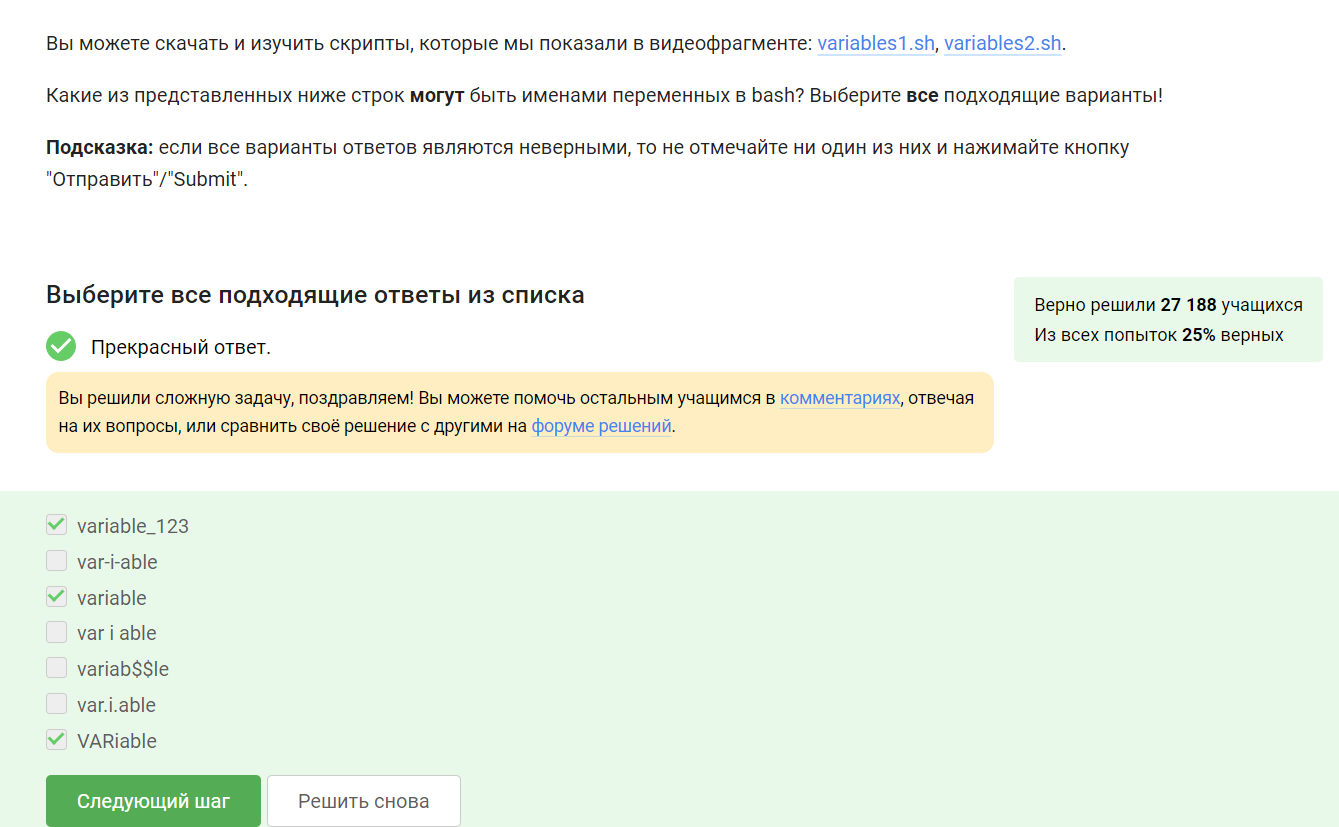 Вы можете скачать и изучить скрипты, которые мы показали в видеофрагменте: variables1.sh, variables2.sh.
Какие из представленных ниже строк могут быть именами переменных в bash? Выберите все подходящие варианты!
Подсказка: если все варианты ответов являются неверными, то не отмечайте ни один из них и нажимайте кнопку
"Отправить"/"Submit".
Выберите все подходящие ответы из списка
Верно решили 27 188 учащихся
Из всех попыток 25% верных
Прекрасный ответ.
Вы решили сложную задачу, поздравляем! Вы можете помочь остальным учащимся в комментариях, отвечая
на их вопросы, или сравнить своё решение с другими на форуме решений.
variable_123
var-i-able
variable
var i able
variab$$le
var.i.able
VARiable
Следующий шаг
Решить снова